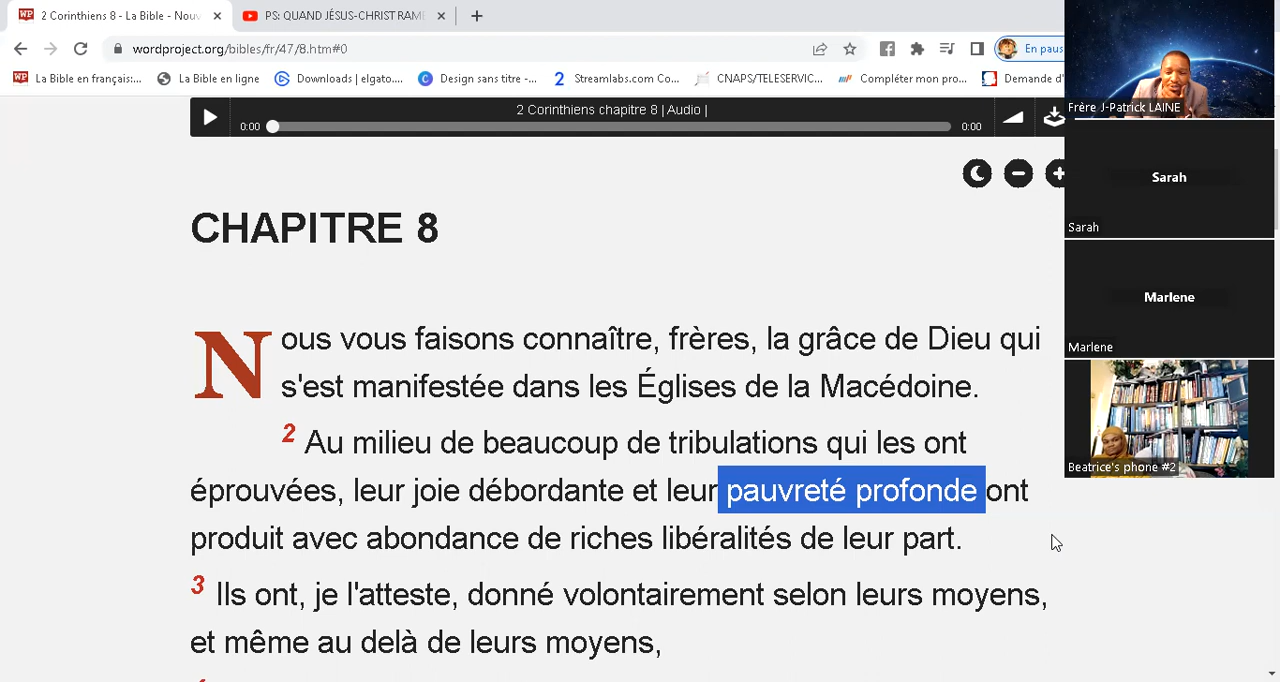 2 Corinthiens 8 - La Bible - Nouv
PS: QUAND JÉSUS-CHRIST RAME
wordproject.org/bibles/fr/47/8.htm#0
En paus
La Bible en français:...
La Bible en ligne
Downloads | elgato....
Design sans titre -...
Streamlabs.com Co...
CNAPS/TELESERVIC...
Compléter mon pro...
Demande d'
2 Corinthiens chapitre 8 | Audio |
0:00
0:00
CHAPITRE 8
Nous vous faisons connaître, frères, la grâce de Dieu qui
s'est manifestée dans les Églises de la Macédoine.
2 Au milieu de beaucoup de tribulations qui les ont
éprouvées, leur joie débordante et leur pauvreté profonde ont
produit avec abondance de riches libéralités de leur part.
3 Ils ont, je l'atteste, donné volontairement selon leurs moyens,
et même au delà de leurs moyens,
Frère J-Patrick LAINE
Sarah
Sarah
Marlene
Marlene
Beatrice's phone #2